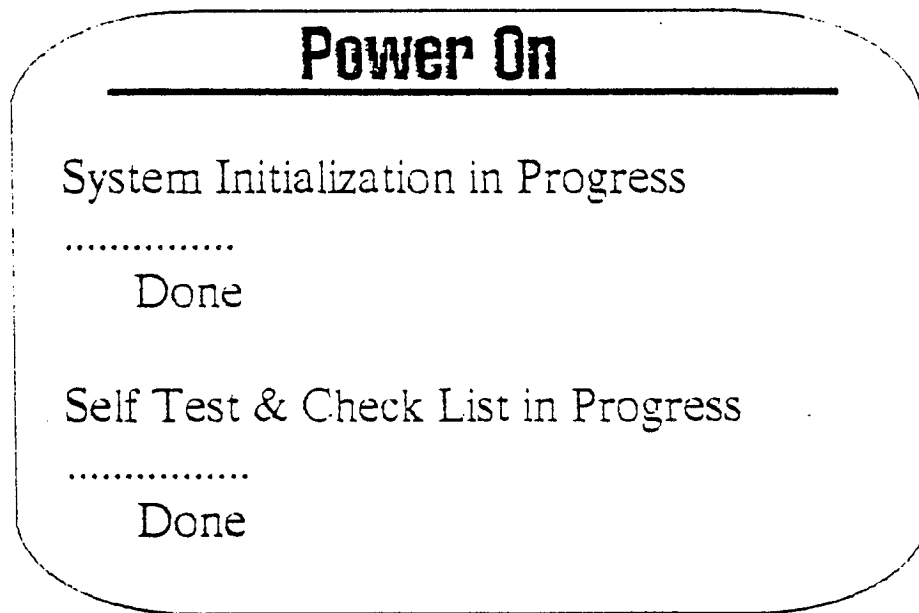 Power On
System Initialization in Progress
...............
Done
Self Test & Check List in Progress
................
Done